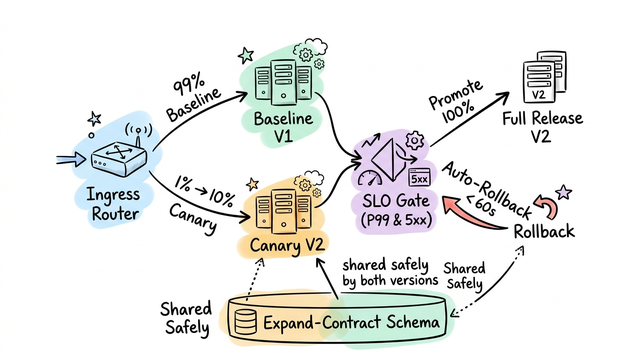 99%
Baseline
Baseline
V1
Ingress
Router
1% → 10%
Canary
Canary V2
5xx
SLO Gate
(P99 & 5xx)
Promote
100%
V2
Full Release
V2
Auto-Rollback
<60s
Rollback
shared safely
by both versions
Shared
Safely
Shared
Safely
Expand-Contract Schema